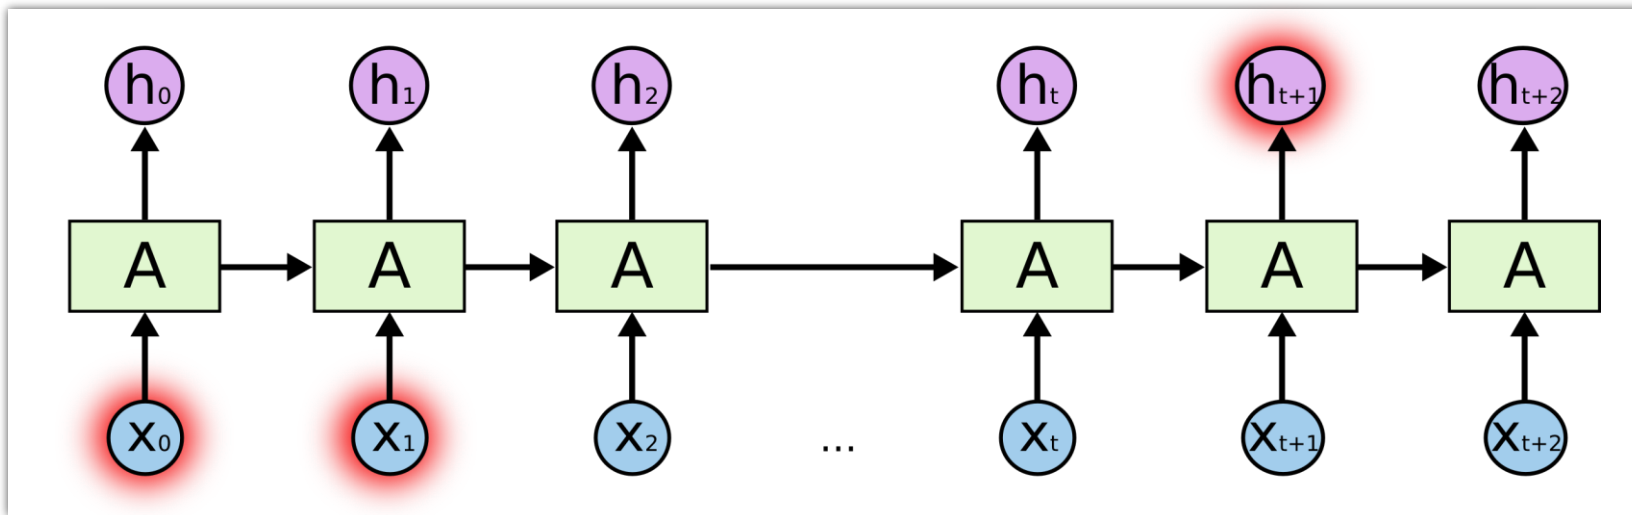 h₀ h₁ h₂ hₜ hₜ₊₁ hₜ₊₂
A A A A A A
x₀ x₁ x₂ ... xₜ xₜ₊₁ xₜ₊₂